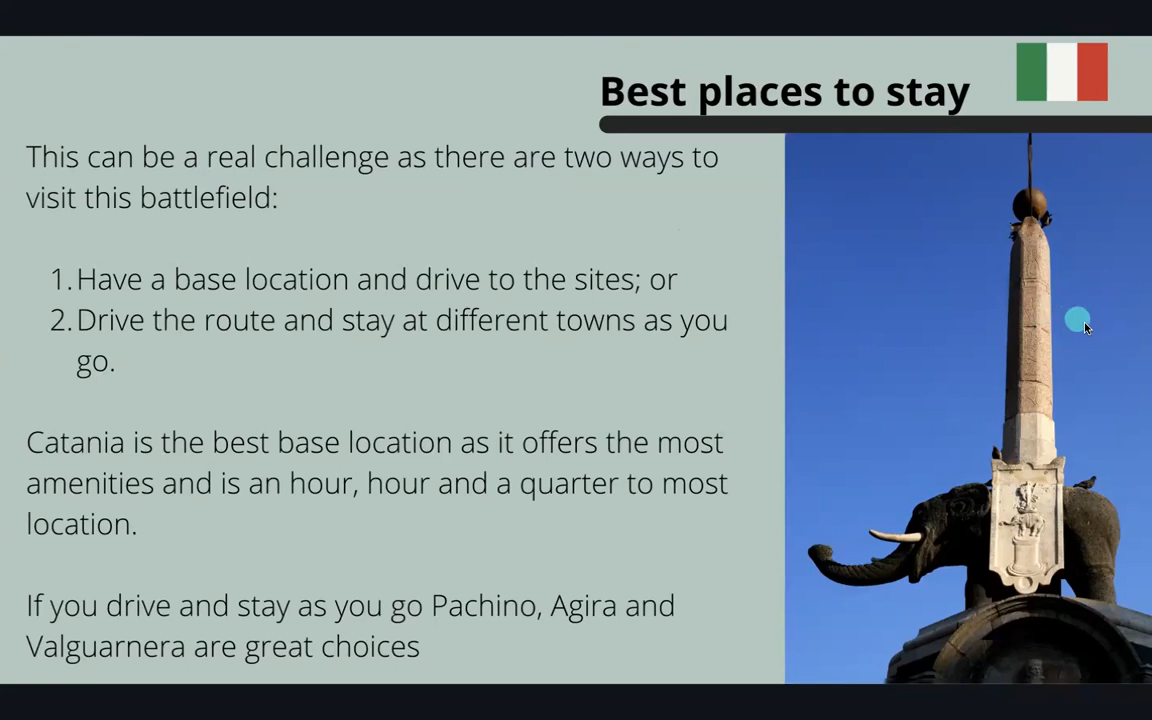 Best places to stay
This can be a real challenge as there are two ways to
visit this battlefield:
1. Have a base location and drive to the sites; or
2. Drive the route and stay at different towns as you
go.
Catania is the best base location as it offers the most
amenities and is an hour, hour and a quarter to most
location.
If you drive and stay as you go Pachino, Agira and
Valguarnera are great choices